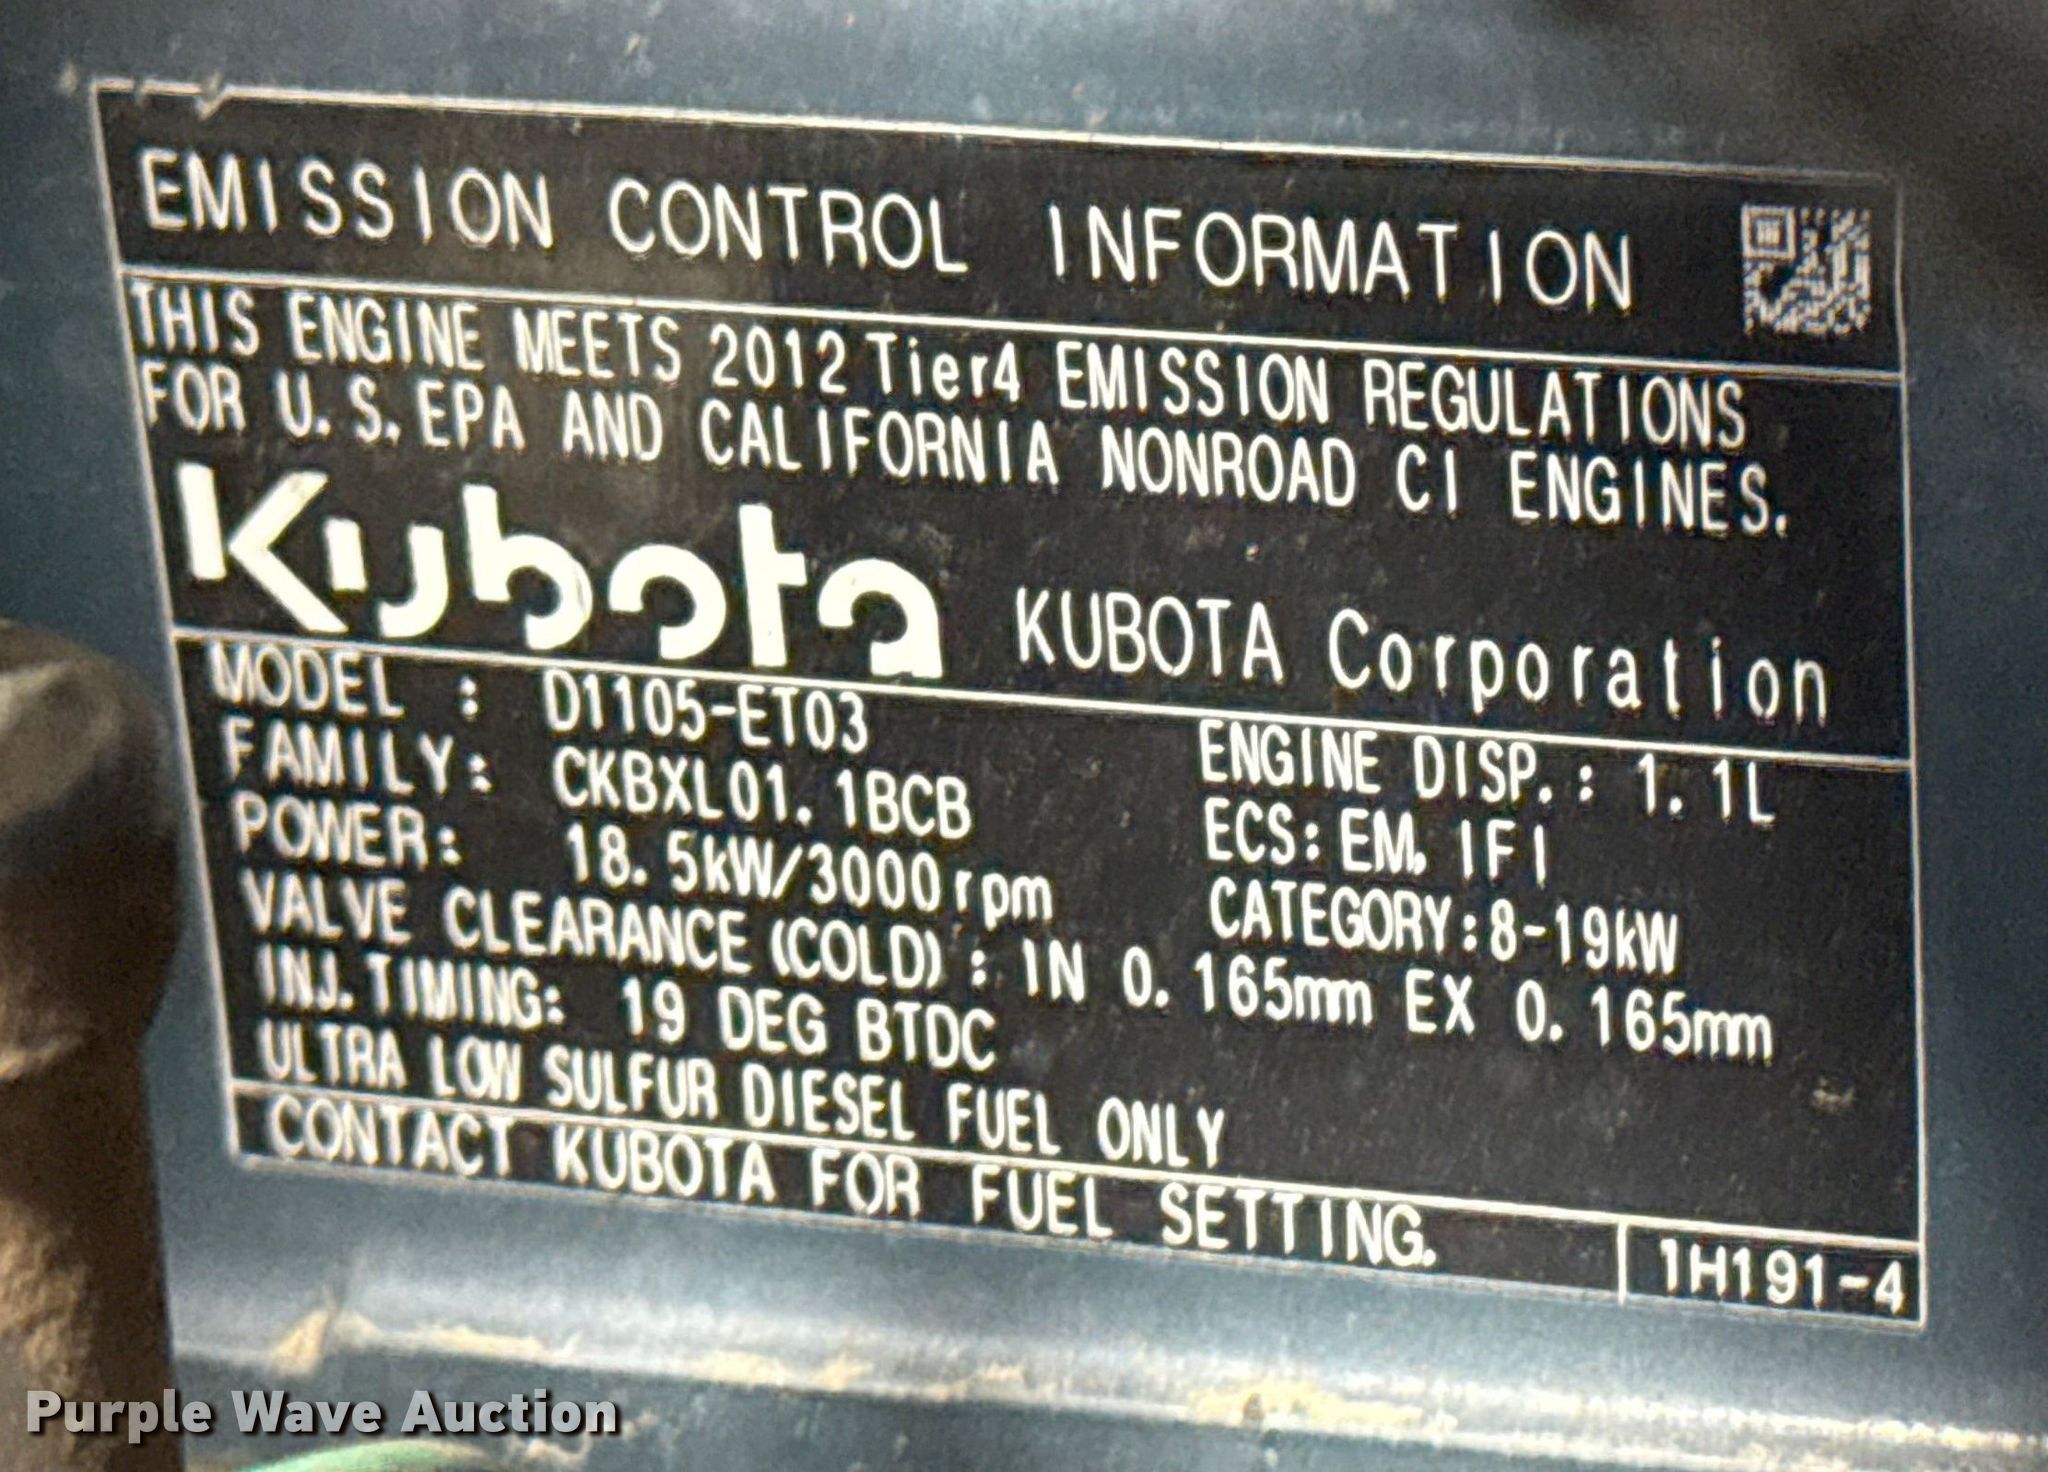 EMISSION CONTROL INFORMATION
THIS ENGINE MEETS 2012 Tier4 EMISSION REGULATIONS
FOR U.S. EPA AND CALIFORNIA NONROAD CI ENGINES.
Kubota KUBOTA Corporation
MODEL : D1105-ET03 ENGINE DISP.: 1.1L
FAMILY: CKBXL01.1BCB ECS: EM, IFI
POWER: 18.5kW/3000rpm CATEGORY: 8-19kW
VALVE CLEARANCE (COLD) : IN 0.165mm EX 0.165mm
INJ. TIMING: 19 DEG BTDC
ULTRA LOW SULFUR DIESEL FUEL ONLY
CONTACT KUBOTA FOR FUEL SETTING. 1H191-4
Purple Wave Auction